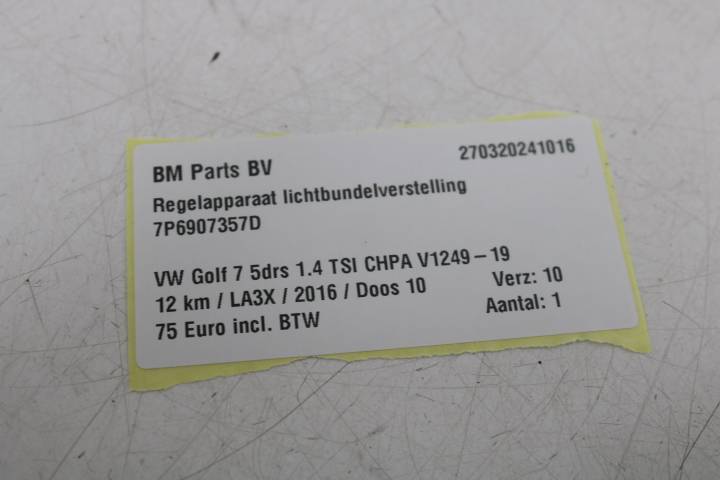 BM Parts BV 270320241016
Regelapparaat lichtbundelverstelling
7P6907357D
VW Golf 7 5drs 1.4 TSI CHPA V1249-19
12 km / LA3X / 2016 / Doos 10 Verz: 10
75 Euro incl. BTW Aantal: 1